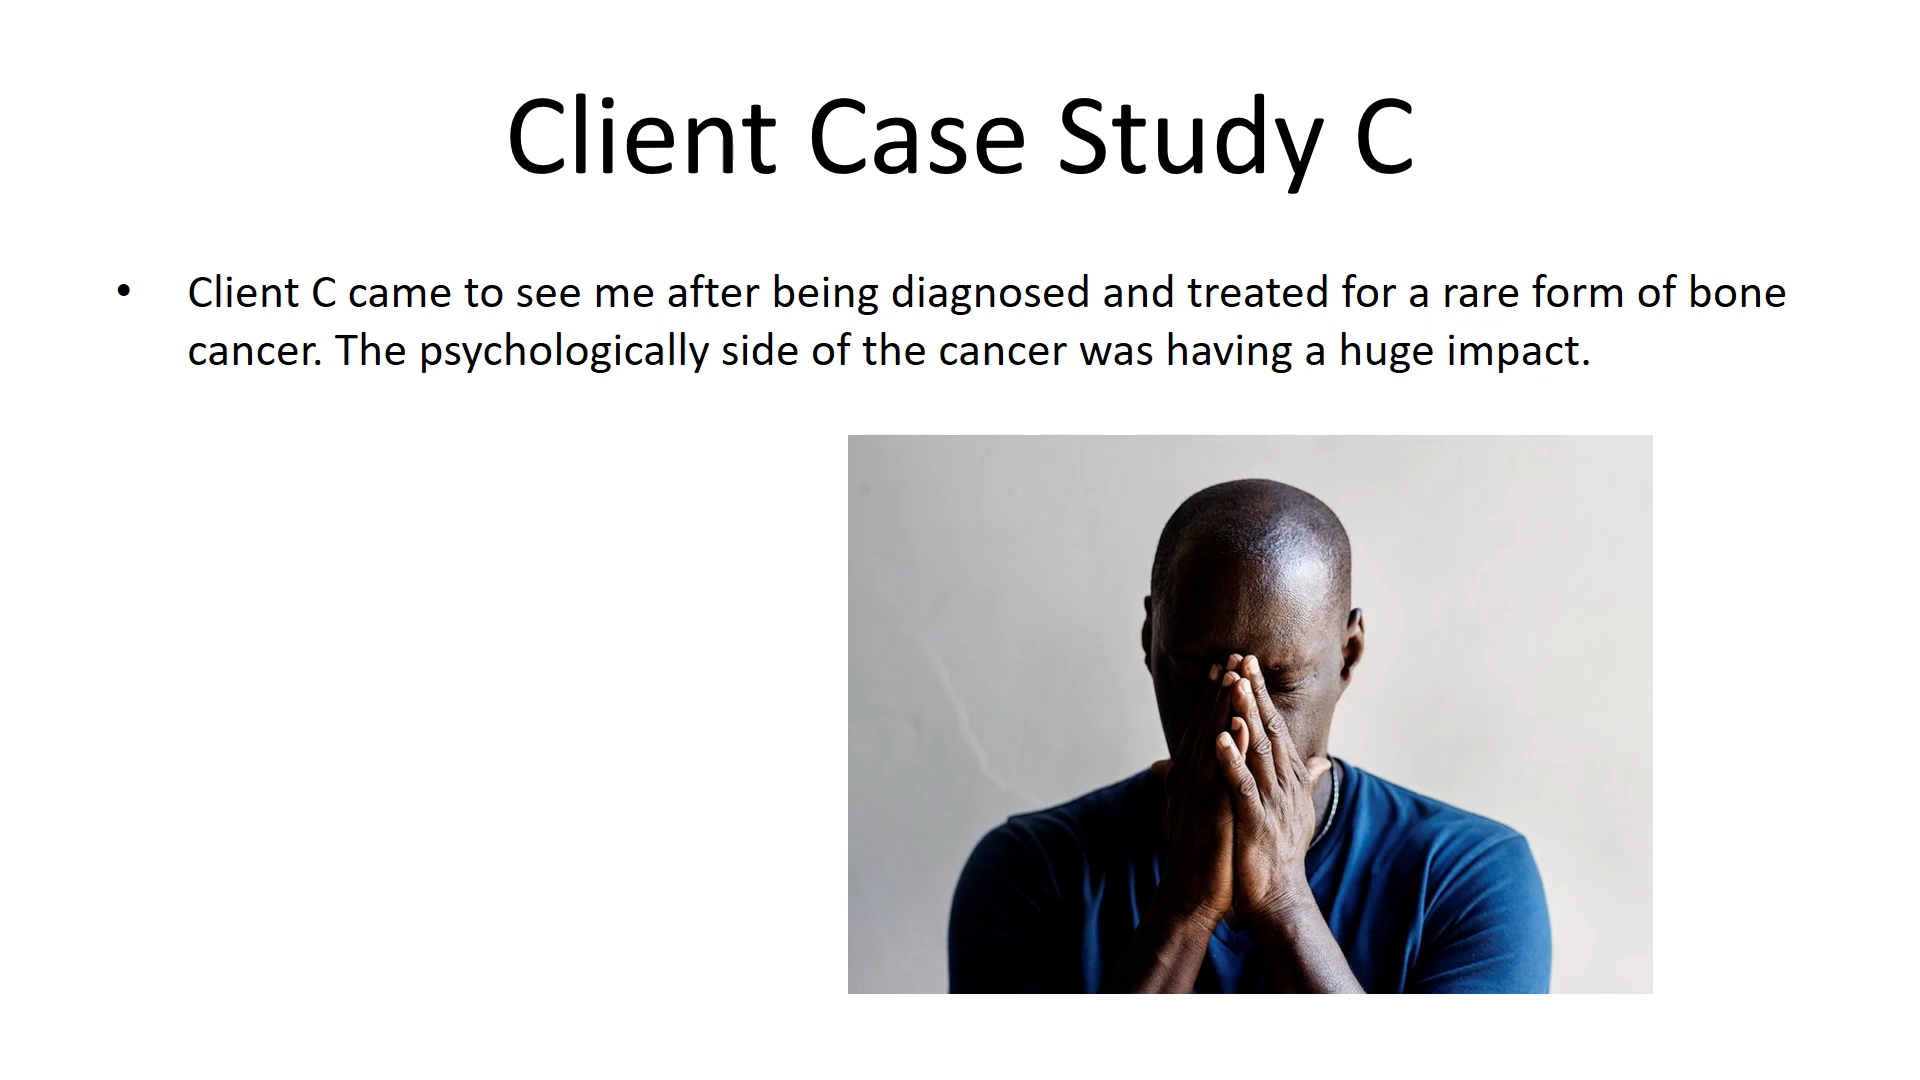 Client Case Study C
• Client C came to see me after being diagnosed and treated for a rare form of bone
cancer. The psychologically side of the cancer was having a huge impact.